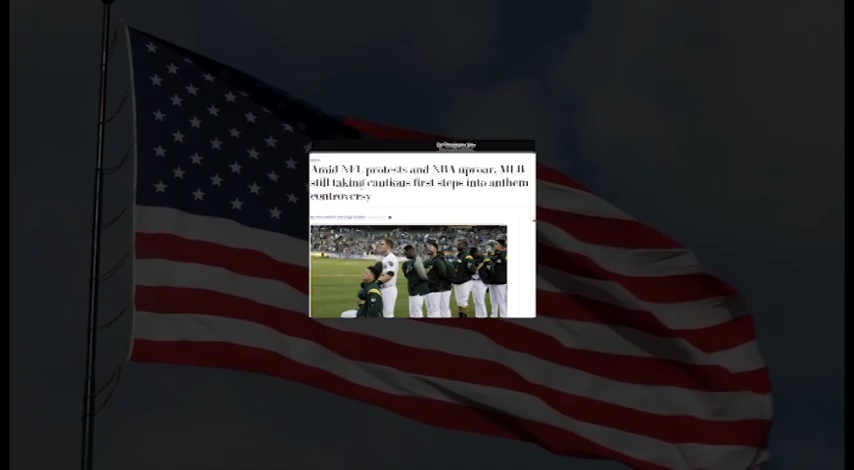 Amid NFL protests and NBA uproar, MLB
still taking cautious first steps into anthem
controversy